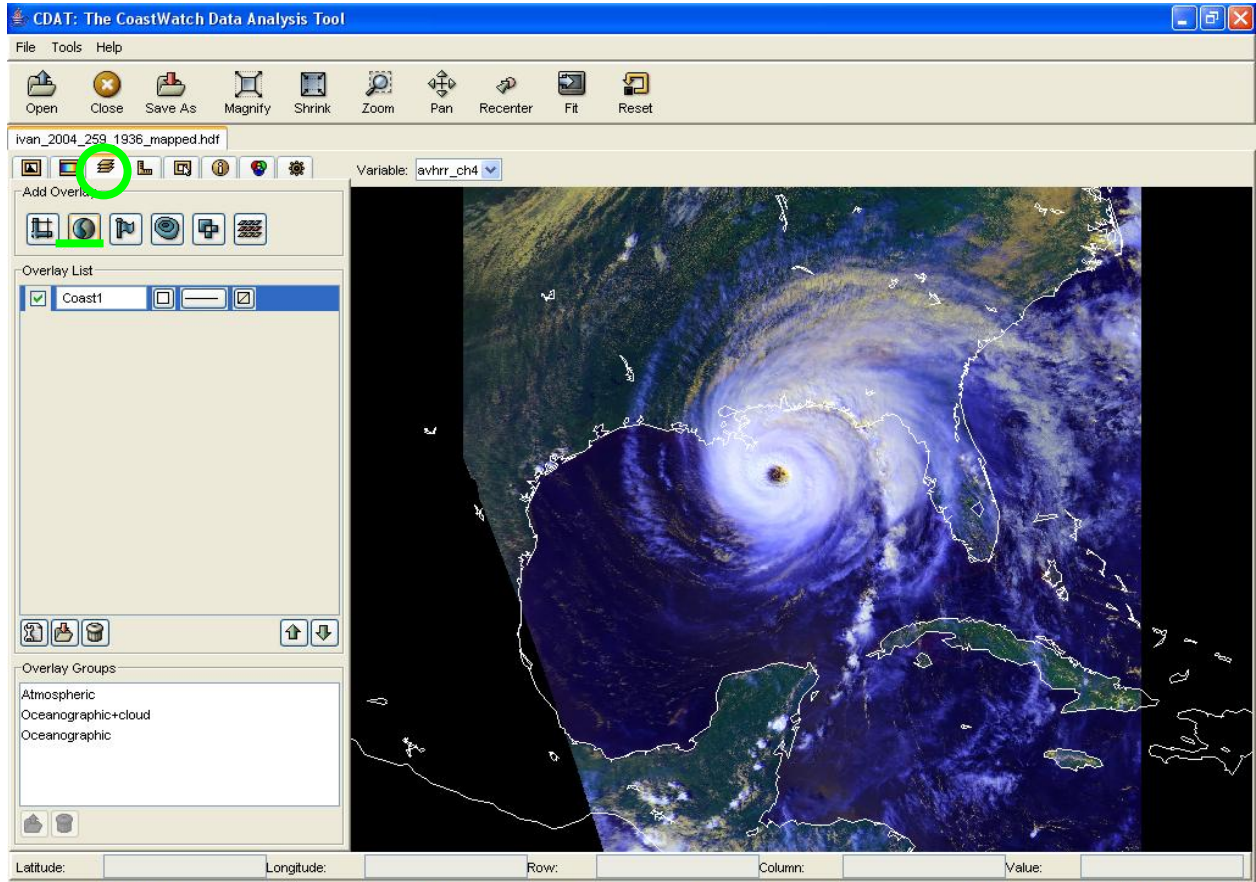 CDAT: The CoastWatch Data Analysis Tool
File Tools Help
Open Close Save As Magnify Shrink Zoom Pan Recenter Fit Reset
ivan_2004_259_1936_mapped.hdf
Variable: avhrr_ch4
Add Overlay
Overlay List
Coast1
Overlay Groups
Atmospheric
Oceanographic+cloud
Oceanographic
Latitude: Longitude: Row: Column: Value: